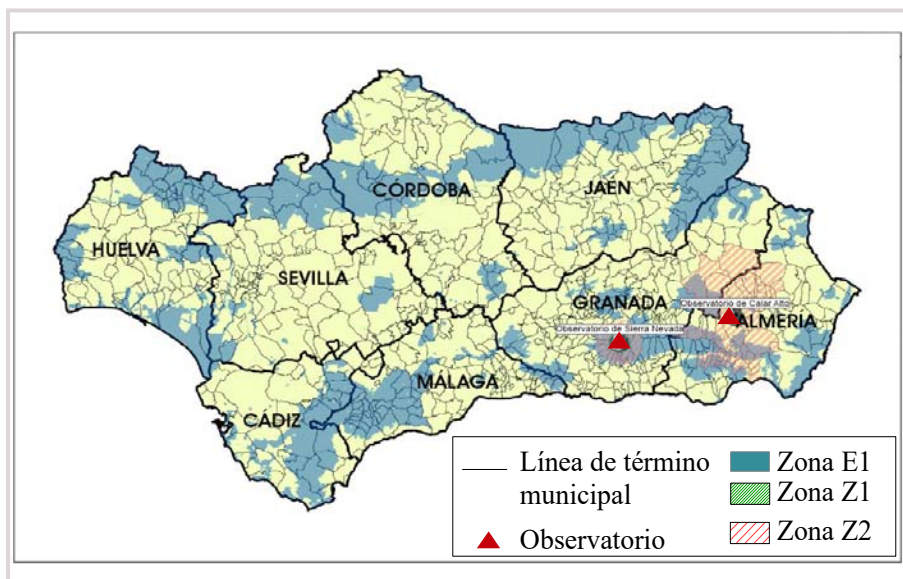 CÓRDOBA
JAEN
HUELVA
SEVILLA
GRANADA
Observatorio de Calar Alto
ALMERIA
Observatorio de Sierra Nevada
MÁLAGA
CÁDIZ
Línea de término
municipal
Observatorio
Zona E1
Zona Z1
Zona Z2